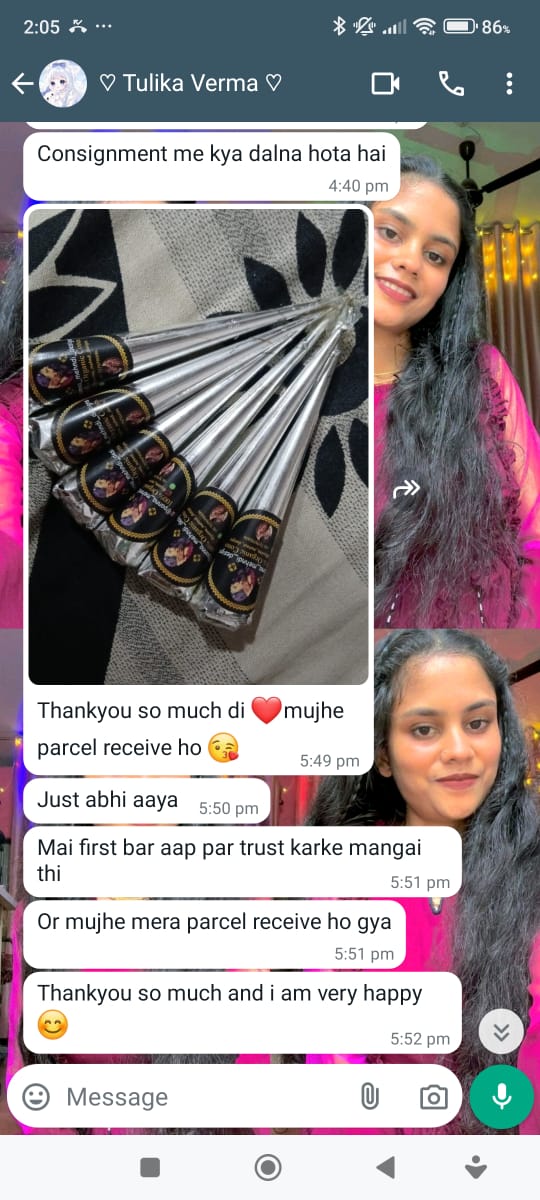 2:05
86%
♡ Tulika Verma ♡
Consignment me kya dalna hota hai
4:40 pm
Thankyou so much di ❤️mujhe
parcel receive ho 😘
5:49 pm
Just abhi aaya
5:50 pm
Mai first bar aap par trust karke mangai
thi
5:51 pm
Or mujhe mera parcel receive ho gya
5:51 pm
Thankyou so much and i am very happy
😊
5:52 pm
Message